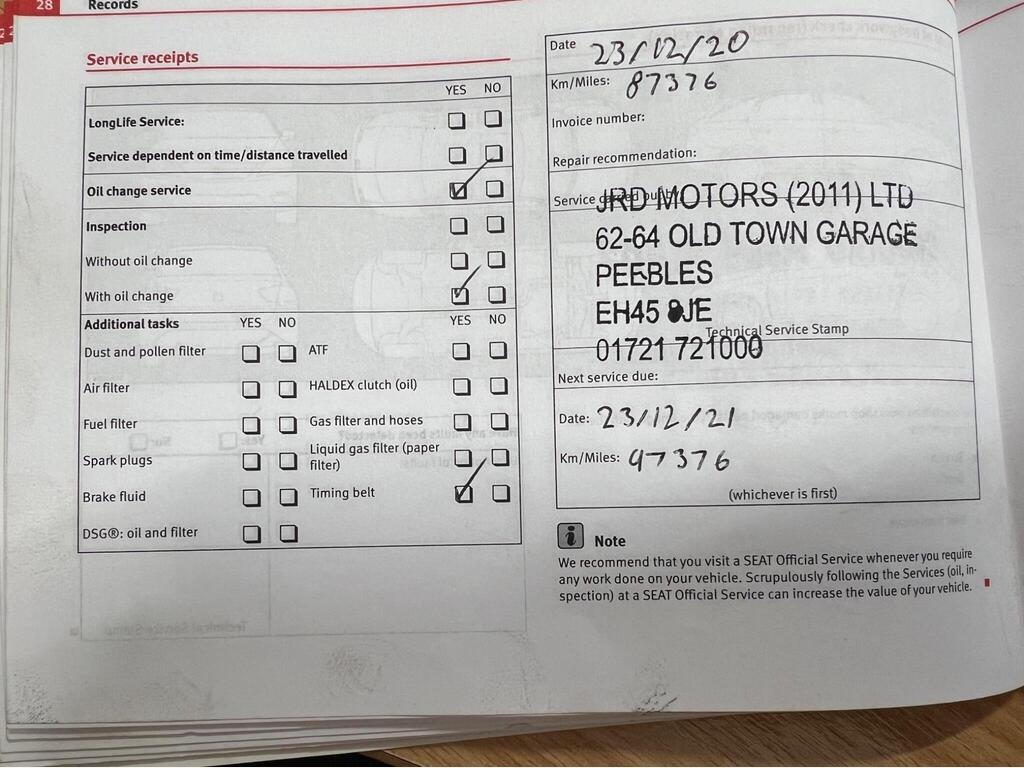 28 Records
Service receipts
YES NO
LongLife Service:
Service dependent on time/distance travelled
Oil change service
Inspection
Without oil change
With oil change
Additional tasks YES NO YES NO
Dust and pollen filter ATF
Air filter HALDEX clutch (oil)
Fuel filter Gas filter and hoses
Spark plugs Liquid gas filter (paper
filter)
Brake fluid Timing belt
DSG®: oil and filter
Date 23/12/20
Km/Miles: 87376
Invoice number:
Repair recommendation:
Service out by:
JRD MOTORS (2011) LTD
62-64 OLD TOWN GARAGE
PEEBLES
EH45 JE
Technical Service Stamp
01721 721000
Next service due:
Date: 23/12/21
Km/Miles: 97376
(whichever is first)
i Note
We recommend that you visit a SEAT Official Service whenever you require
any work done on your vehicle. Scrupulously following the Services (oil, in-
spection) at a SEAT Official Service can increase the value of your vehicle.